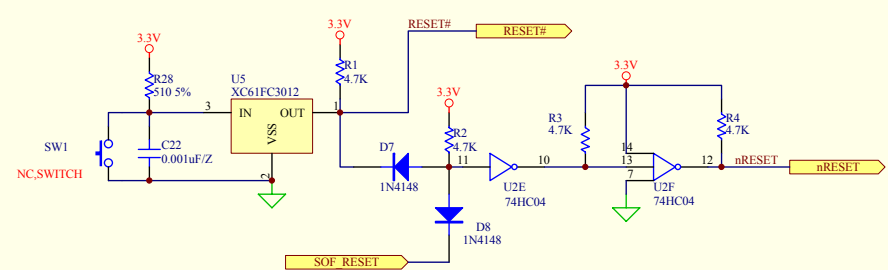 RESET#
RESET#
3.3V
3.3V
R28
510 5%
U5
XC61FC3012
R1
4.7K
3.3V
3.3V
3
IN
OUT
1
VSS
2
SW1
C22
0.001uF/Z
NC,SWITCH
D7
1N4148
R2
4.7K
11
U2E
74HC04
10
R3
4.7K
14
13
7
U2F
74HC04
12
R4
4.7K
nRESET
nRESET
D8
1N4148
SOF_RESET